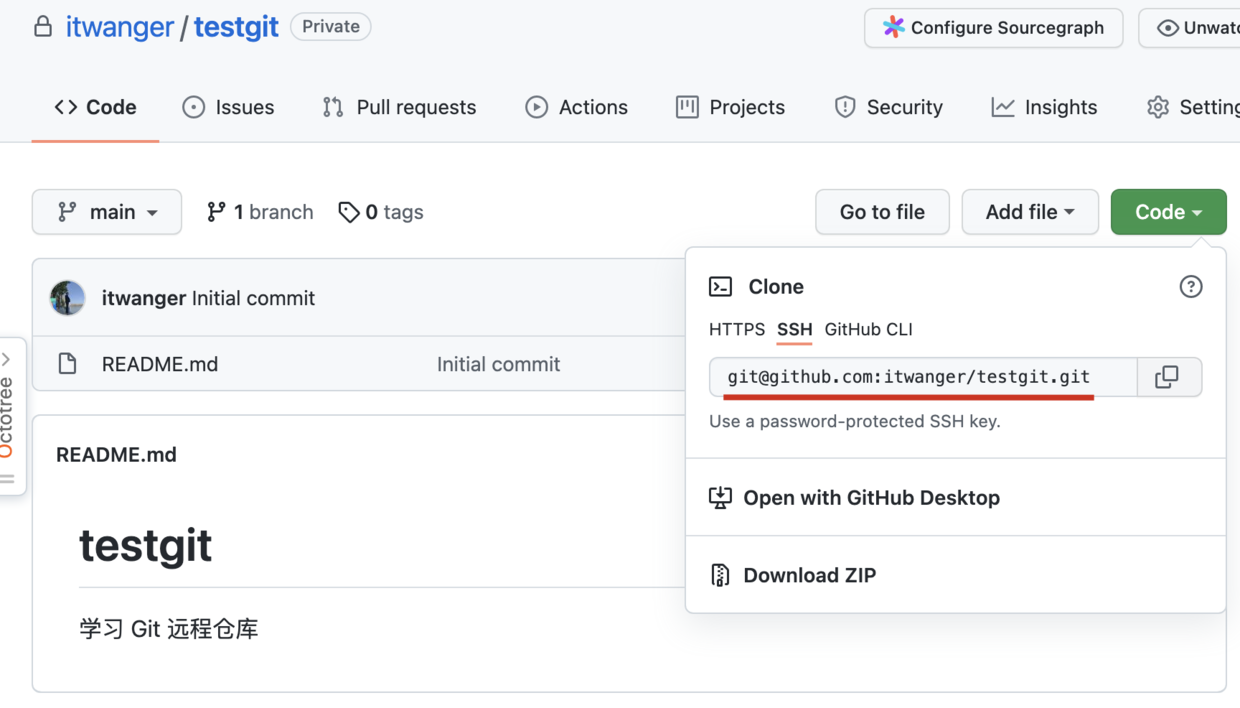 itwanger / testgit Private
Configure Sourcegraph
Code Issues Pull requests Actions Projects Security Insights
main 1 branch 0 tags Go to file Add file Code
itwanger Initial commit
README.md Initial commit
Clone
HTTPS SSH GitHub CLI
git@github.com:itwanger/testgit.git
Use a password-protected SSH key.
Open with GitHub Desktop
Download ZIP
Octotree
README.md
testgit
学习 Git 远程仓库